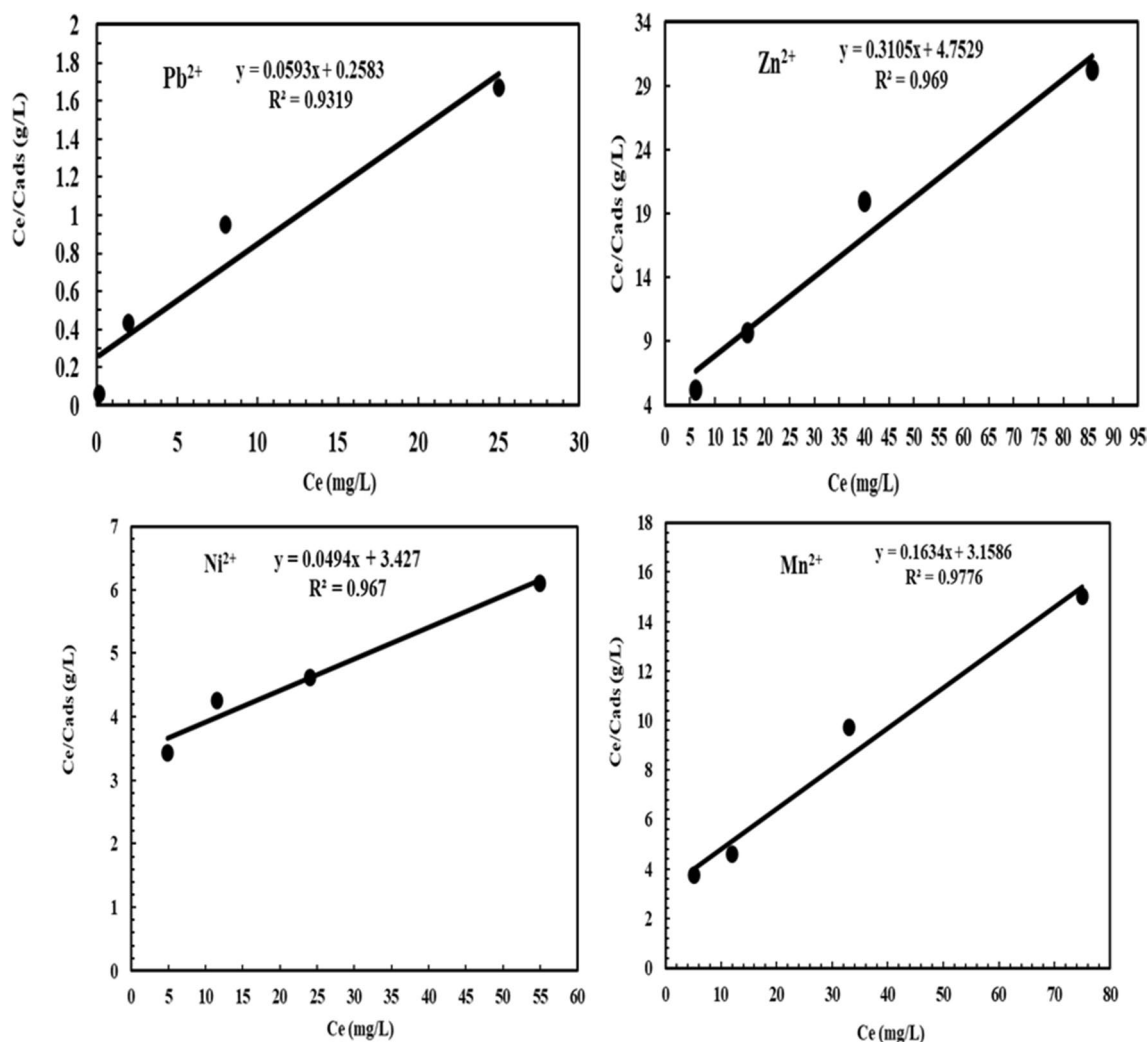 Pb²⁺ y = 0.0593x + 0.2583
R² = 0.9319
Ce/Cads (g/L)
2
1.8
1.6
1.4
1.2
1
0.8
0.6
0.4
0.2
0
0 5 10 15 20 25 30
Ce (mg/L)
Zn²⁺ y = 0.3105x + 4.7529
R² = 0.969
Ce/Cads (g/L)
34
29
24
19
14
9
4
0 5 10 15 20 25 30 35 40 45 50 55 60 65 70 75 80 85 90 95
Ce (mg/L)
Ni²⁺ y = 0.0494x + 3.427
R² = 0.967
Ce/Cads (g/L)
7
6
5
4
3
2
1
0
0 5 10 15 20 25 30 35 40 45 50 55 60
Ce (mg/L)
Mn²⁺ y = 0.1634x + 3.1586
R² = 0.9776
Ce/Cads (g/L)
18
16
14
12
10
8
6
4
2
0
0 10 20 30 40 50 60 70 80
Ce (mg/L)